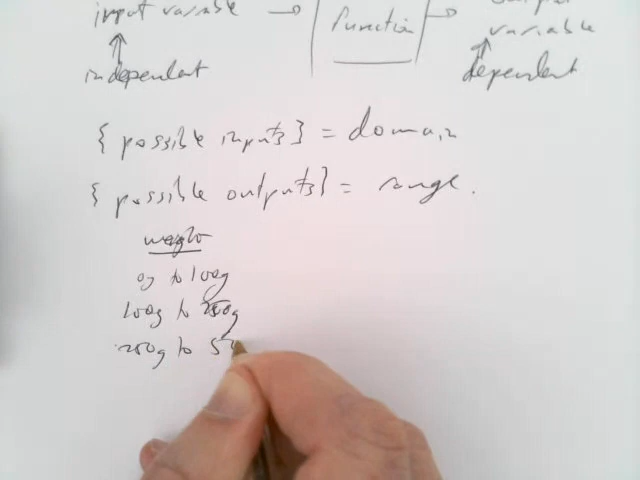 input variable → function → output variable
independent dependent
{ possible inputs } = domain
{ possible outputs } = range.
weight
0g to 100g
100g to 250g
250g to 5